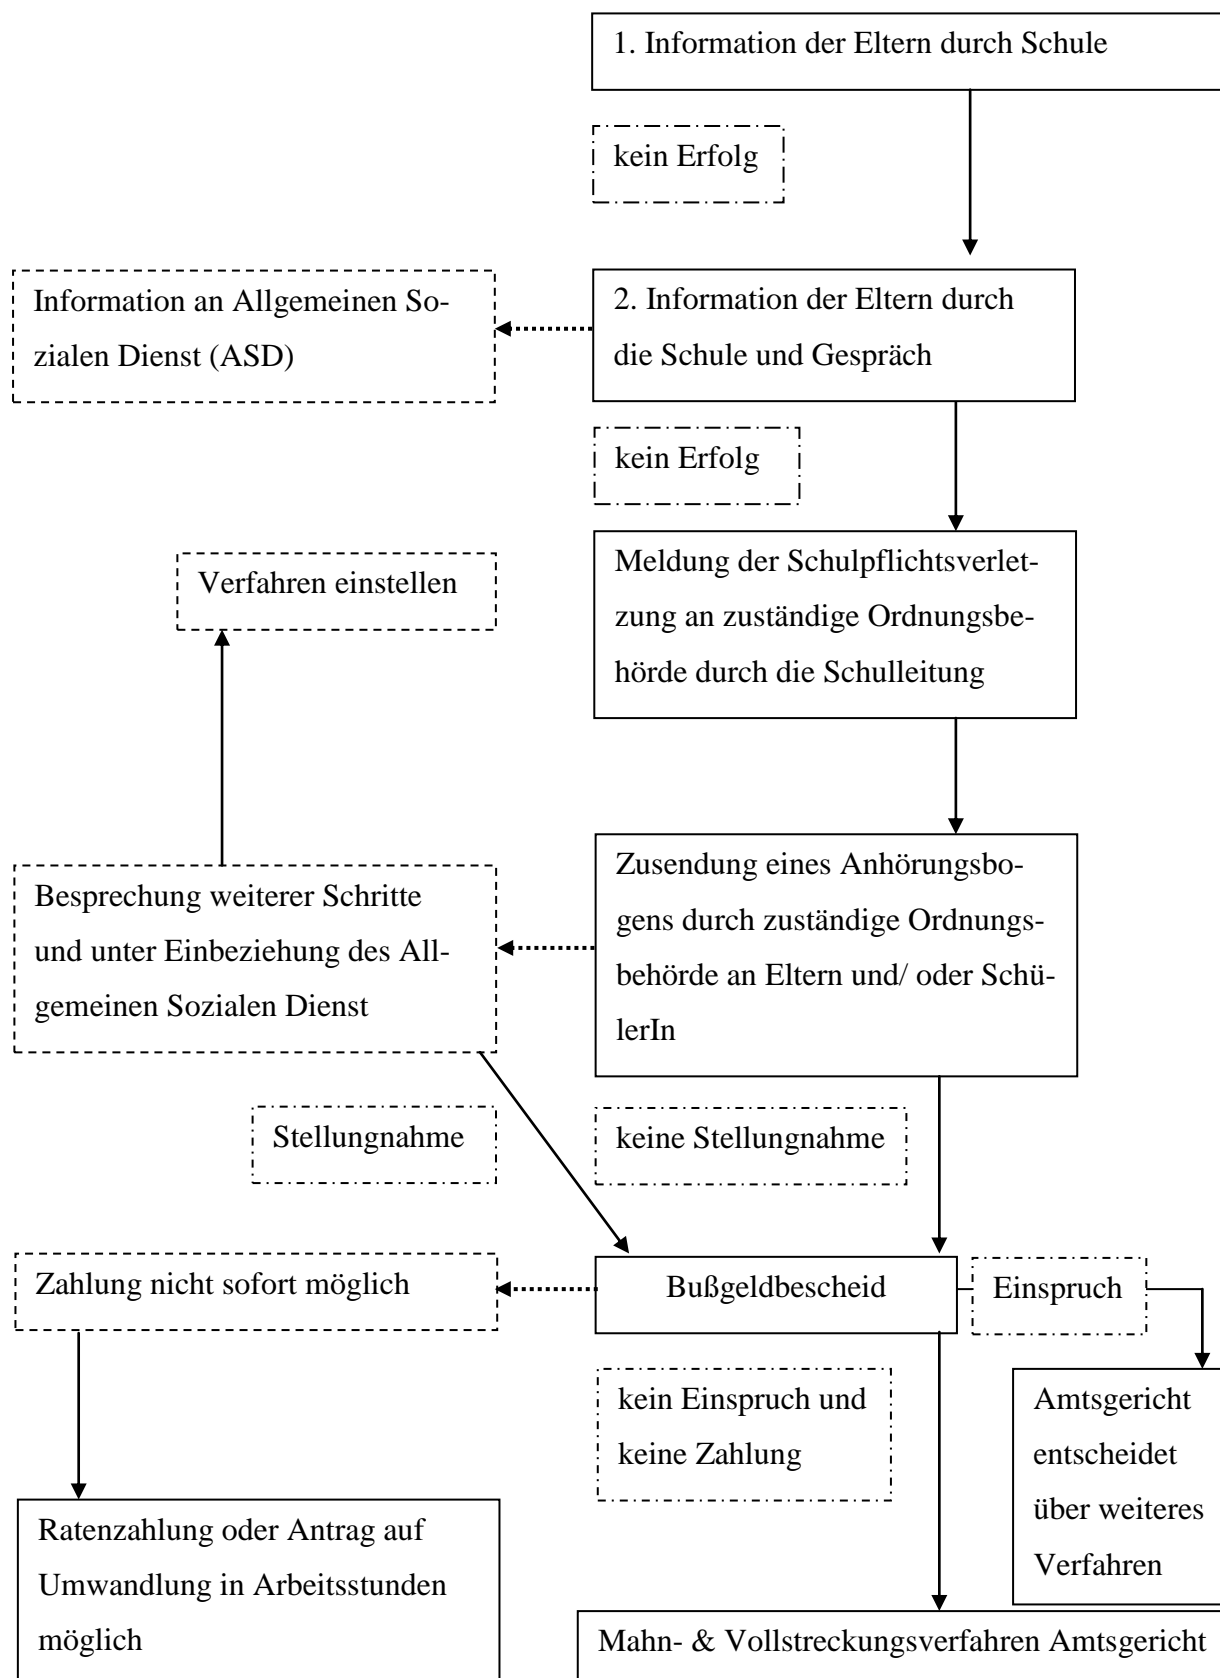 1. Information der Eltern durch Schule
kein Erfolg
Information an Allgemeinen So-
zialen Dienst (ASD)
2. Information der Eltern durch
die Schule und Gespräch
kein Erfolg
Verfahren einstellen
Meldung der Schulpflichtsverlet-
zung an zuständige Ordnungsbe-
hörde durch die Schulleitung
Besprechung weiterer Schritte
und unter Einbeziehung des All-
gemeinen Sozialen Dienst
Zusendung eines Anhörungsbo-
gens durch zuständige Ordnungs-
behörde an Eltern und/ oder Schü-
lerIn
Stellungnahme
keine Stellungnahme
Zahlung nicht sofort möglich
Bußgeldbescheid
Einspruch
kein Einspruch und
keine Zahlung
Amtsgericht
entscheidet
über weiteres
Verfahren
Ratenzahlung oder Antrag auf
Umwandlung in Arbeitsstunden
möglich
Mahn- & Vollstreckungsverfahren Amtsgericht